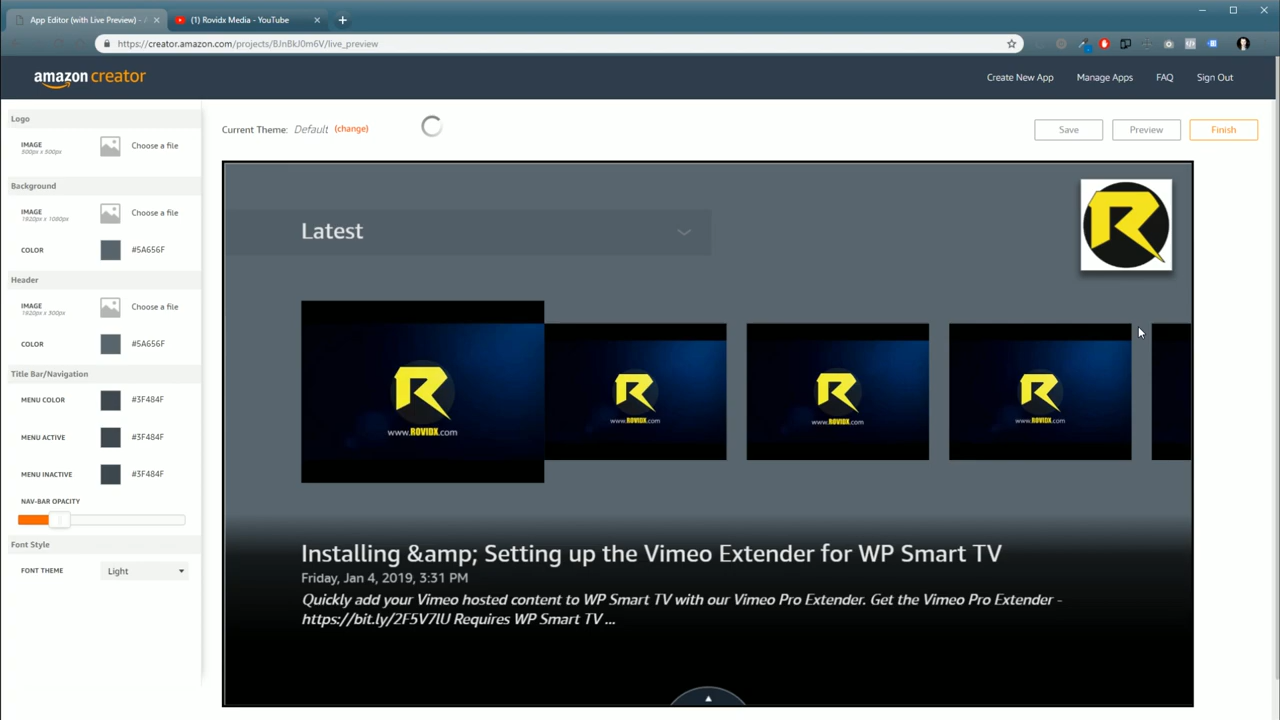 App Editor (with Live Preview) - A
(1) Rovidx Media - YouTube
https://creator.amazon.com/projects/BJnBkJ0m6V/live_preview
amazon creator
Create New App
Manage Apps
FAQ
Sign Out
Logo
IMAGE
500px x 500px
Choose a file
Background
IMAGE
1920px x 1080px
Choose a file
COLOR
#5A656F
Header
IMAGE
1920px x 300px
Choose a file
COLOR
#5A656F
Title Bar/Navigation
MENU COLOR
#3F484F
MENU ACTIVE
#3F484F
MENU INACTIVE
#3F484F
NAV-BAR OPACITY
Font Style
FONT THEME
Light
Current Theme: Default (change)
Save
Preview
Finish
Latest
R
R
www.ROVIDX.com
R
www.ROVIDX.com
R
www.ROVIDX.com
R
www.ROVIDX.com
Installing &amp; Setting up the Vimeo Extender for WP Smart TV
Friday, Jan 4, 2019, 3:31 PM
Quickly add your Vimeo hosted content to WP Smart TV with our Vimeo Pro Extender. Get the Vimeo Pro Extender -
https://bit.ly/2F5V7lU Requires WP Smart TV ...